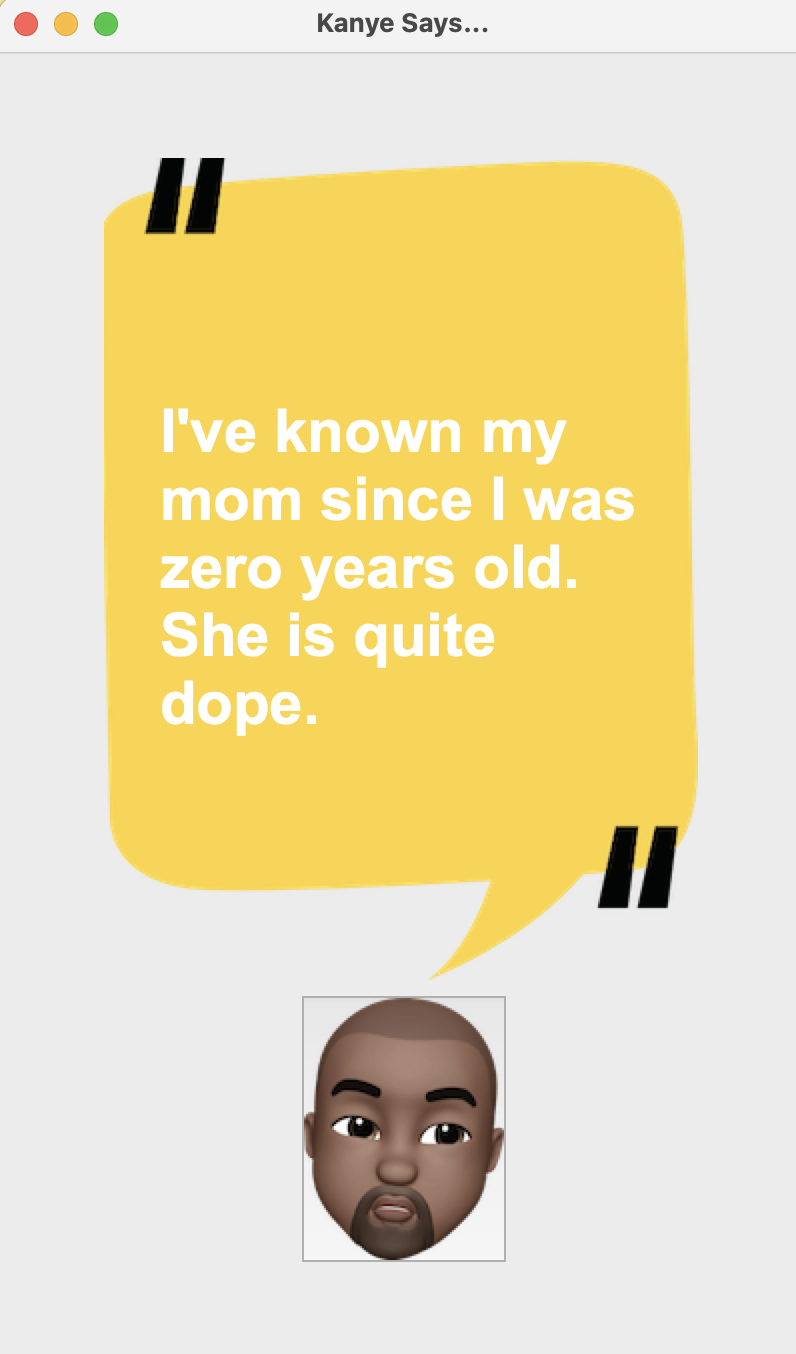 Kanye Says...
"
I've known my
mom since I was
zero years old.
She is quite
dope.
"